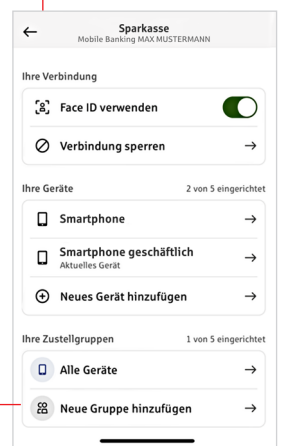 Sparkasse
Mobile Banking MAX MUSTERMANN
Ihre Verbindung
Face ID verwenden
Verbindung sperren
Ihre Geräte 2 von 5 eingerichtet
Smartphone
Smartphone geschäftlich
Aktuelles Gerät
Neues Gerät hinzufügen
Ihre Zustellgruppen 1 von 5 eingerichtet
Alle Geräte
Neue Gruppe hinzufügen